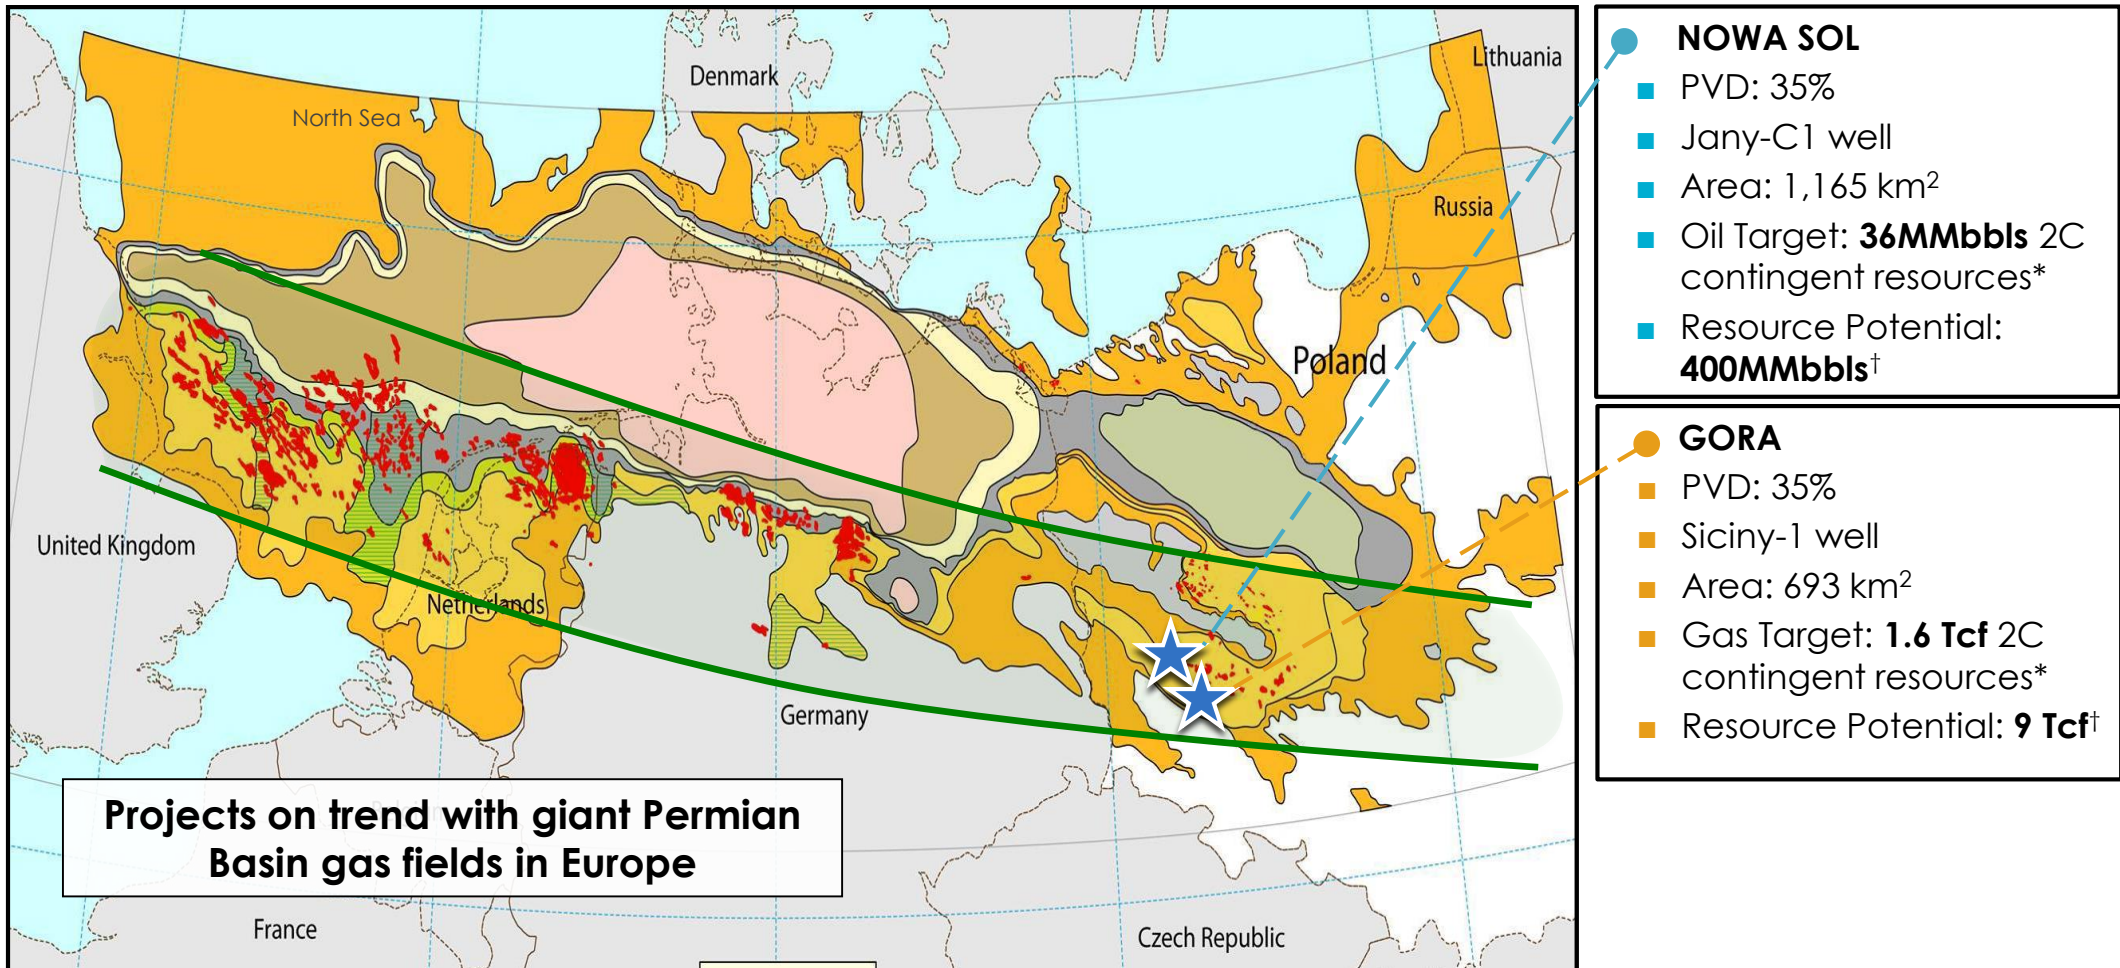 Denmark
Lithuania
North Sea
Russia
Poland
United Kingdom
Netherlands
Germany
Projects on trend with giant Permian
Basin gas fields in Europe
France
Czech Republic
NOWA SOL
PVD: 35%
Jany-C1 well
Area: 1,165 km²
Oil Target: 36MMbbls 2C
contingent resources*
Resource Potential:
400MMbbls†
GORA
PVD: 35%
Siciny-1 well
Area: 693 km²
Gas Target: 1.6 Tcf 2C
contingent resources*
Resource Potential: 9 Tcf†